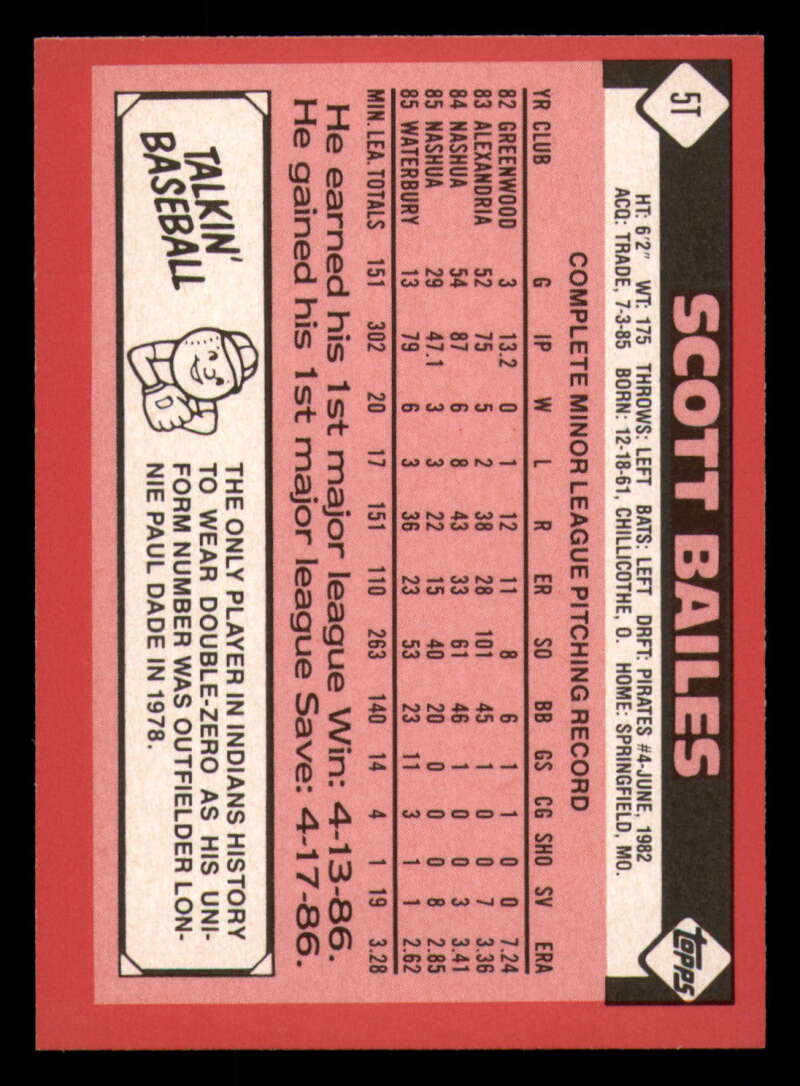 5T
SCOTT BAILES
topps
HT: 6'2" WT: 175 THROWS: LEFT BATS: LEFT DRFT: PIRATES #4-JUNE, 1982
ACQ: TRADE, 7-3-85 BORN: 12-18-61, CHILLICOTHE, O. HOME: SPRINGFIELD, MO.
COMPLETE MINOR LEAGUE PITCHING RECORD
YR CLUB G IP W L R ER SO BB GS CG SHO SV ERA
82 GREENWOOD 3 13.2 0 1 12 11 8 6 1 1 0 0 7.24
83 ALEXANDRIA 52 75 5 2 38 28 101 45 1 0 0 7 3.36
84 NASHUA 54 87 6 8 43 33 61 46 1 0 0 3 3.41
85 NASHUA 29 47.1 3 3 22 15 40 20 0 0 0 8 2.85
85 WATERBURY 13 79 6 3 36 23 53 23 11 3 1 1 2.62
MIN. LEA. TOTALS 151 302 20 17 151 110 263 140 14 4 1 19 3.28
He earned his 1st major league Win: 4-13-86.
He gained his 1st major league Save: 4-17-86.
TALKIN'
BASEBALL
THE ONLY PLAYER IN INDIANS HISTORY
TO WEAR DOUBLE-ZERO AS HIS UNI-
FORM NUMBER WAS OUTFIELDER LON-
NIE PAUL DADE IN 1978.